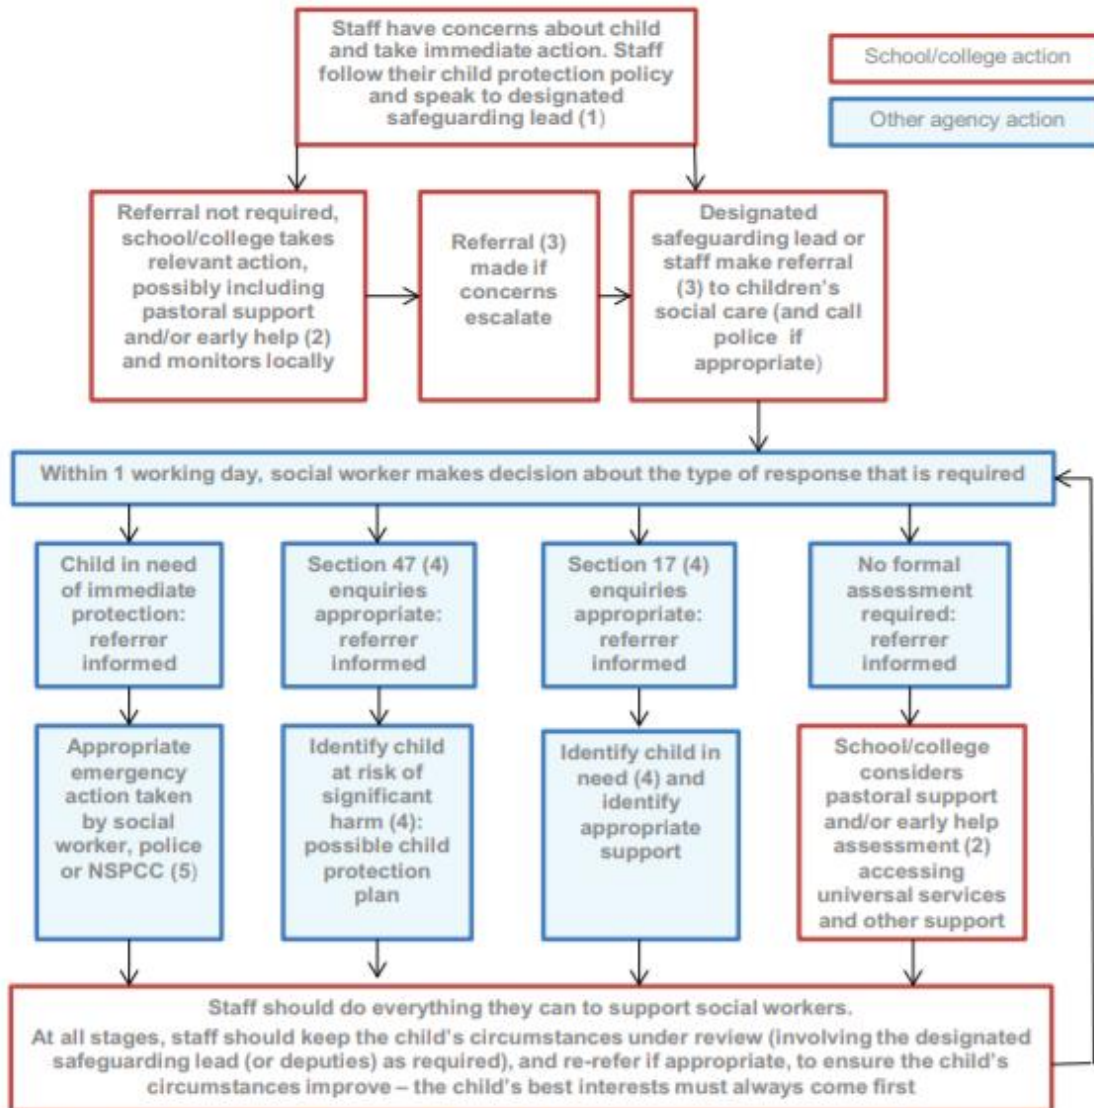 Staff have concerns about child
and take immediate action. Staff
follow their child protection policy
and speak to designated
safeguarding lead (1)
School/college action
Other agency action
Referral not required,
school/college takes
relevant action,
possibly including
pastoral support
and/or early help (2)
and monitors locally
Referral (3)
made if
concerns
escalate
Designated
safeguarding lead or
staff make referral
(3) to children's
social care (and call
police if
appropriate)
Within 1 working day, social worker makes decision about the type of response that is required
Child in need
of immediate
protection:
referrer
informed
Section 47 (4)
enquiries
appropriate:
referrer
informed
Section 17 (4)
enquiries
appropriate:
referrer
informed
No formal
assessment
required:
referrer
informed
Appropriate
emergency
action taken
by social
worker, police
or NSPCC (5)
Identify child
at risk of
significant
harm (4):
possible child
protection
plan
Identify child in
need (4) and
identify
appropriate
support
School/college
considers
pastoral support
and/or early help
assessment (2)
accessing
universal services
and other support
Staff should do everything they can to support social workers.
At all stages, staff should keep the child's circumstances under review (involving the designated
safeguarding lead (or deputies) as required), and re-refer if appropriate, to ensure the child's
circumstances improve – the child's best interests must always come first